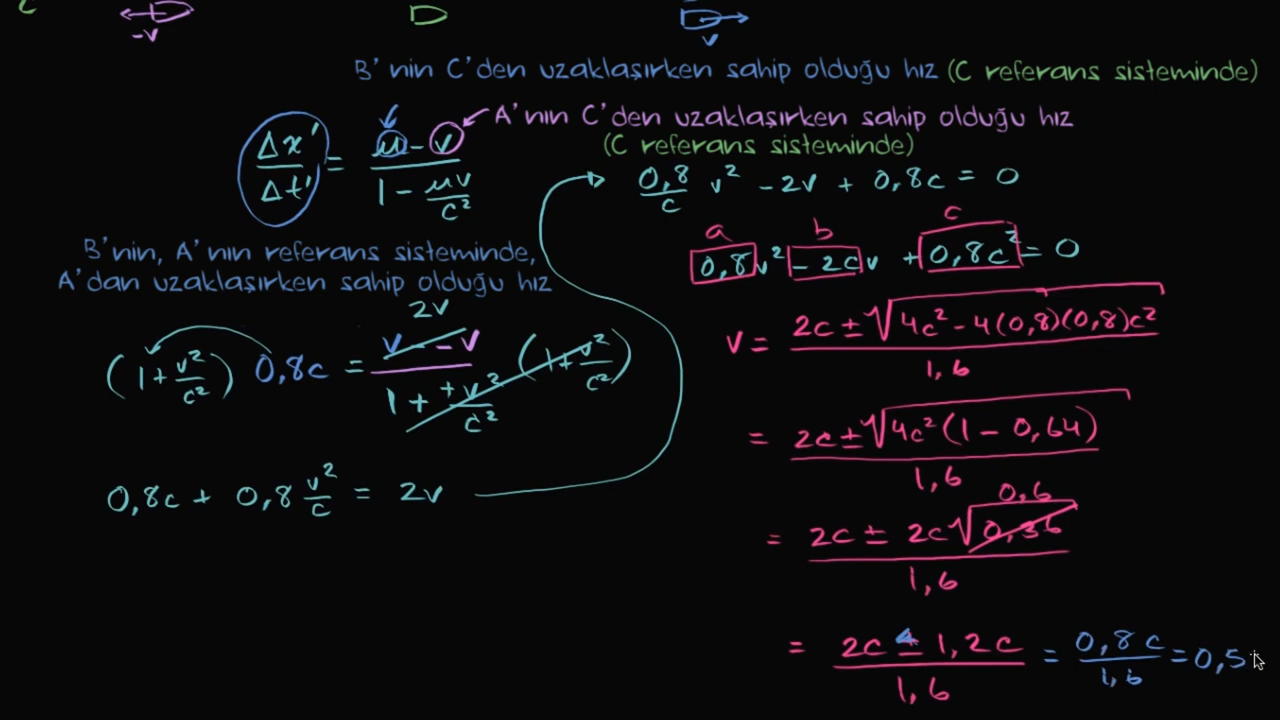 -v
v
B'nin C'den uzaklaşırken sahip olduğu hız (C referans sisteminde)
A'nın C'den uzaklaşırken sahip olduğu hız
(C referans sisteminde)
Δx'/Δt' = (u - v)/(1 - uv/c²)
B'nin, A'nın referans sisteminde,
A'dan uzaklaşırken sahip olduğu hız
2v
(1 + v²/c²) 0,8c = (v - -v)/(1 + +v²/c²) (1 + v²/c²)
0,8c + 0,8 v²/c = 2v
0,8/c v² - 2v + 0,8c = 0
a b c
0,8v² - 2cv + 0,8c² = 0
v = (2c ± √(4c² - 4(0,8)(0,8)c²))/1,6
= (2c ± √(4c²(1 - 0,64)))/1,6
0,6
= (2c ± 2c√0,36)/1,6
= (2c - 1,2c)/1,6 = 0,8c/1,6 = 0,5